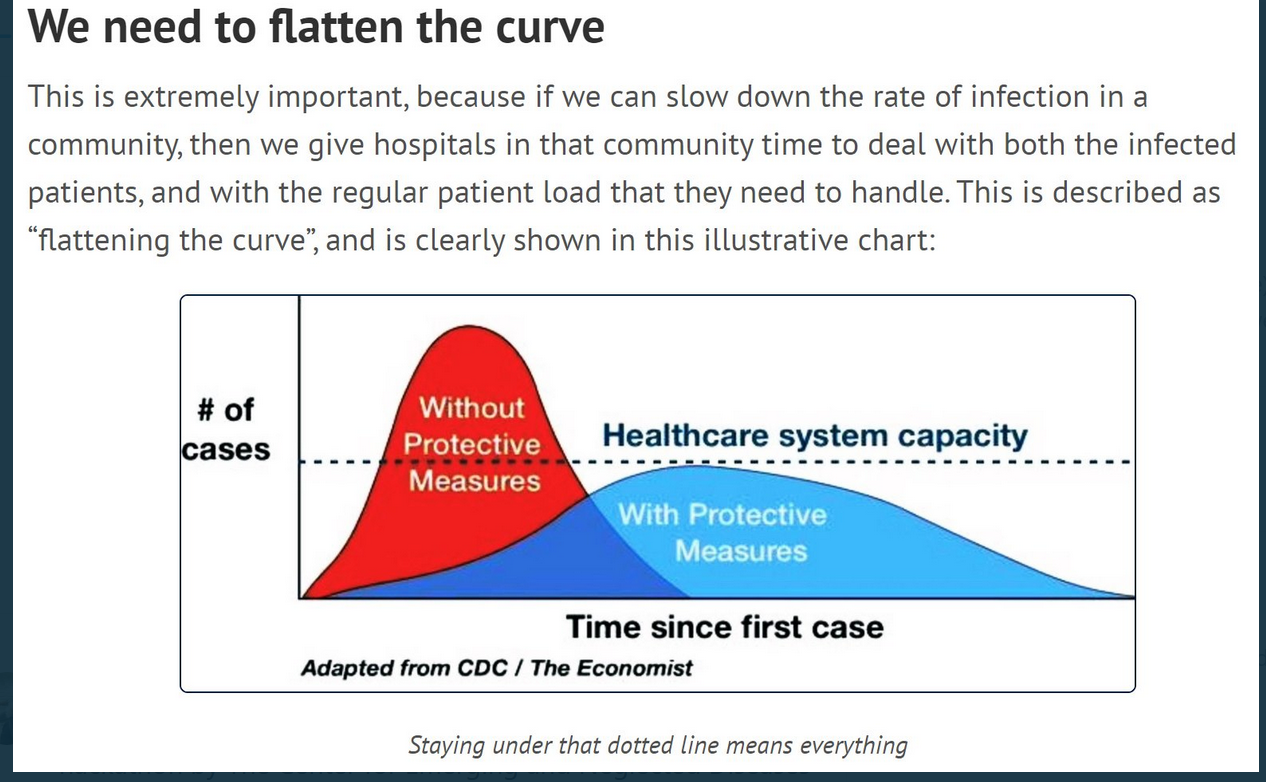 We need to flatten the curve
This is extremely important, because if we can slow down the rate of infection in a
community, then we give hospitals in that community time to deal with both the infected
patients, and with the regular patient load that they need to handle. This is described as
“flattening the curve”, and is clearly shown in this illustrative chart:
# of
cases
Without
Protective
Measures
Healthcare system capacity
With Protective
Measures
Time since first case
Adapted from CDC / The Economist
Staying under that dotted line means everything